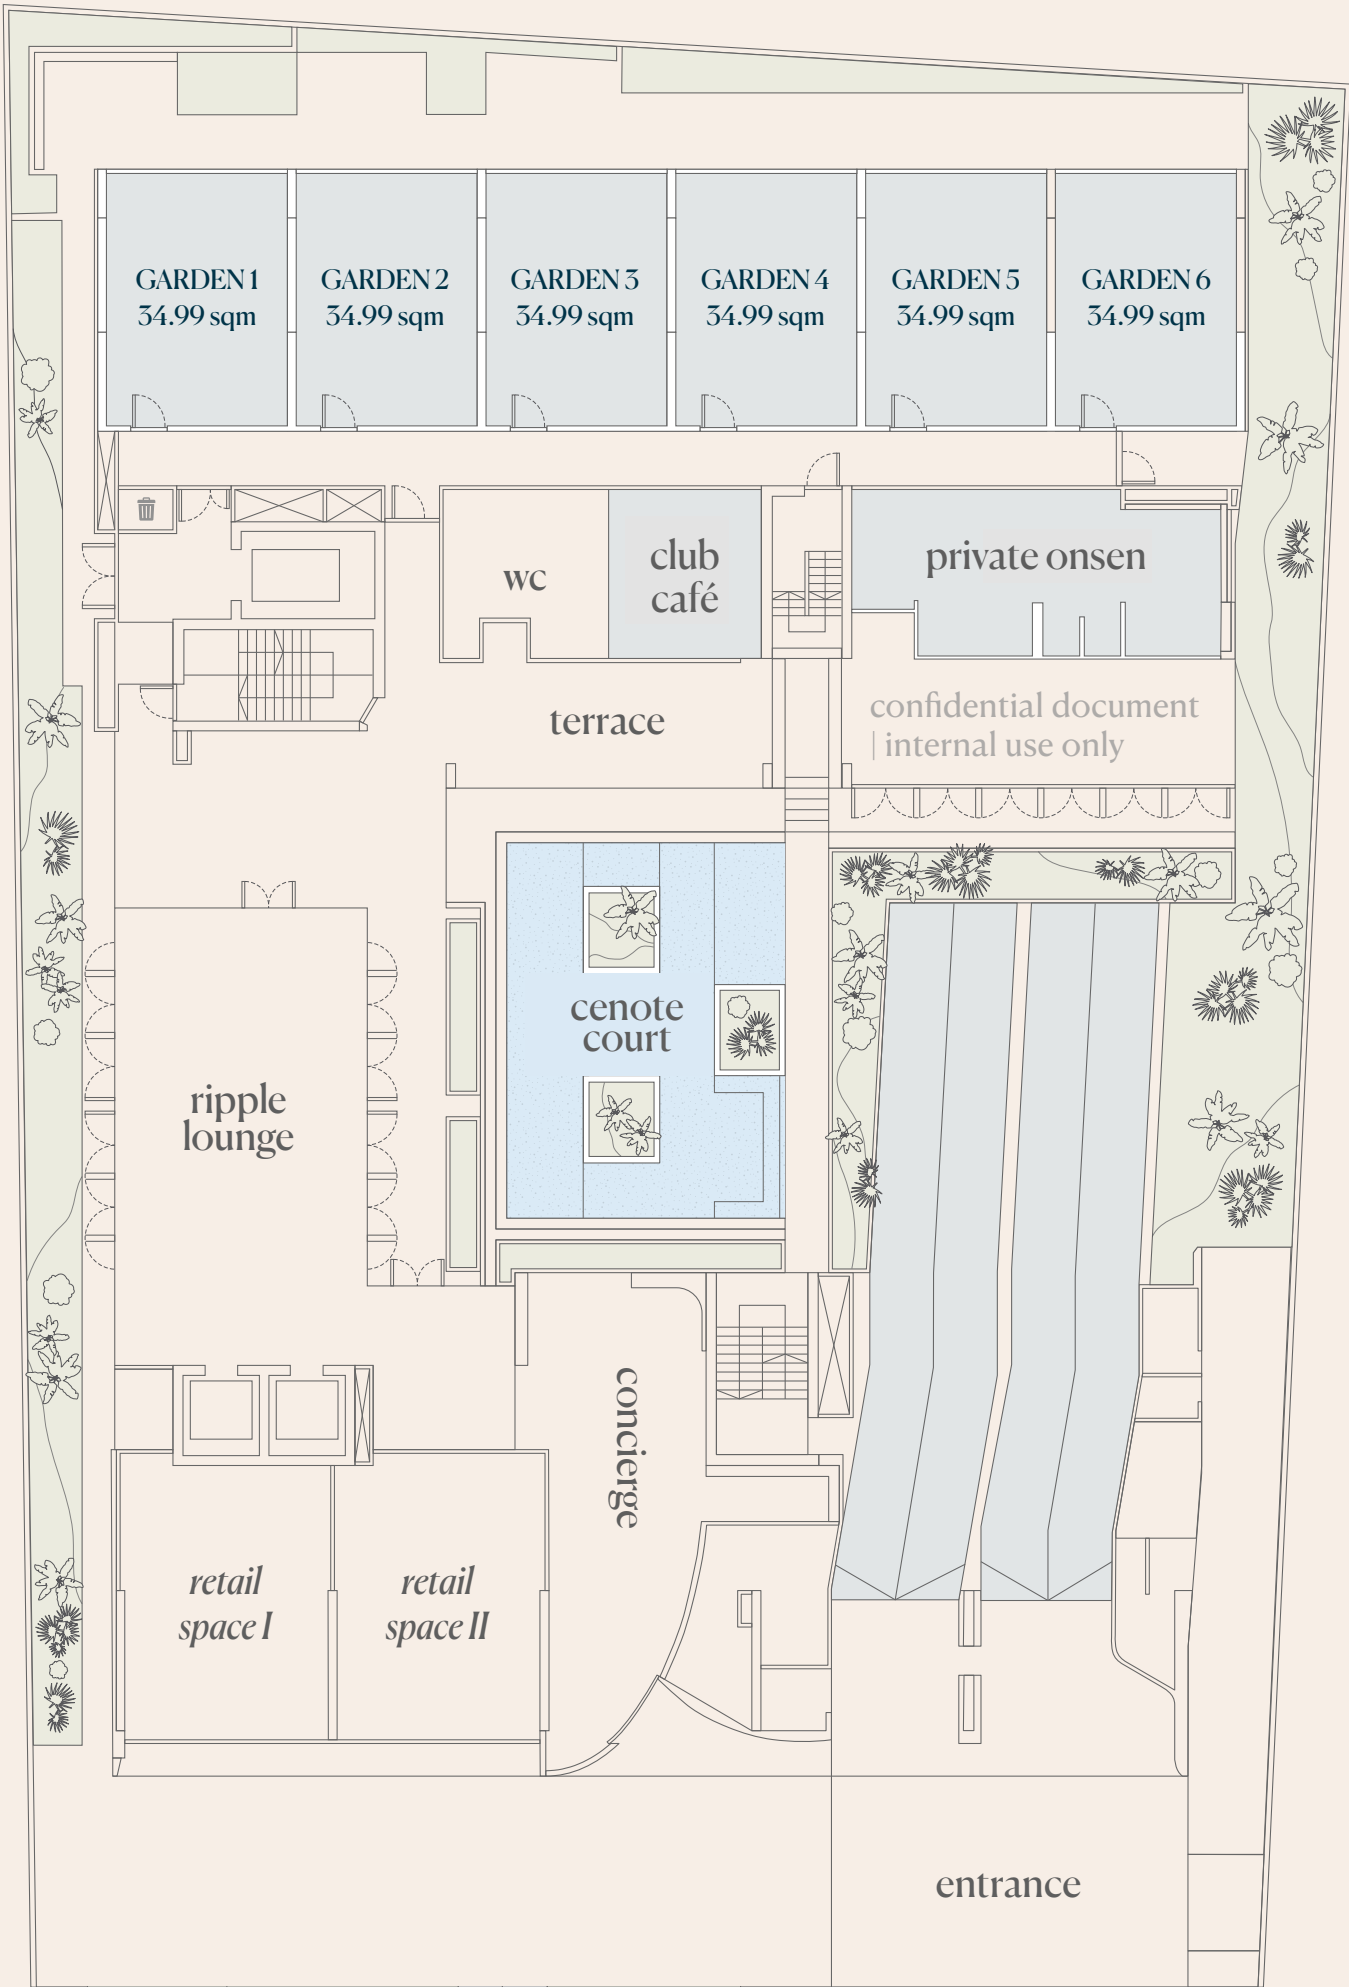 GARDEN 1
34.99 sqm
GARDEN 2
34.99 sqm
GARDEN 3
34.99 sqm
GARDEN 4
34.99 sqm
GARDEN 5
34.99 sqm
GARDEN 6
34.99 sqm
wc
club
café
private onsen
terrace
confidential document
| internal use only
cenote
court
ripple
lounge
concierge
retail
space I
retail
space II
entrance